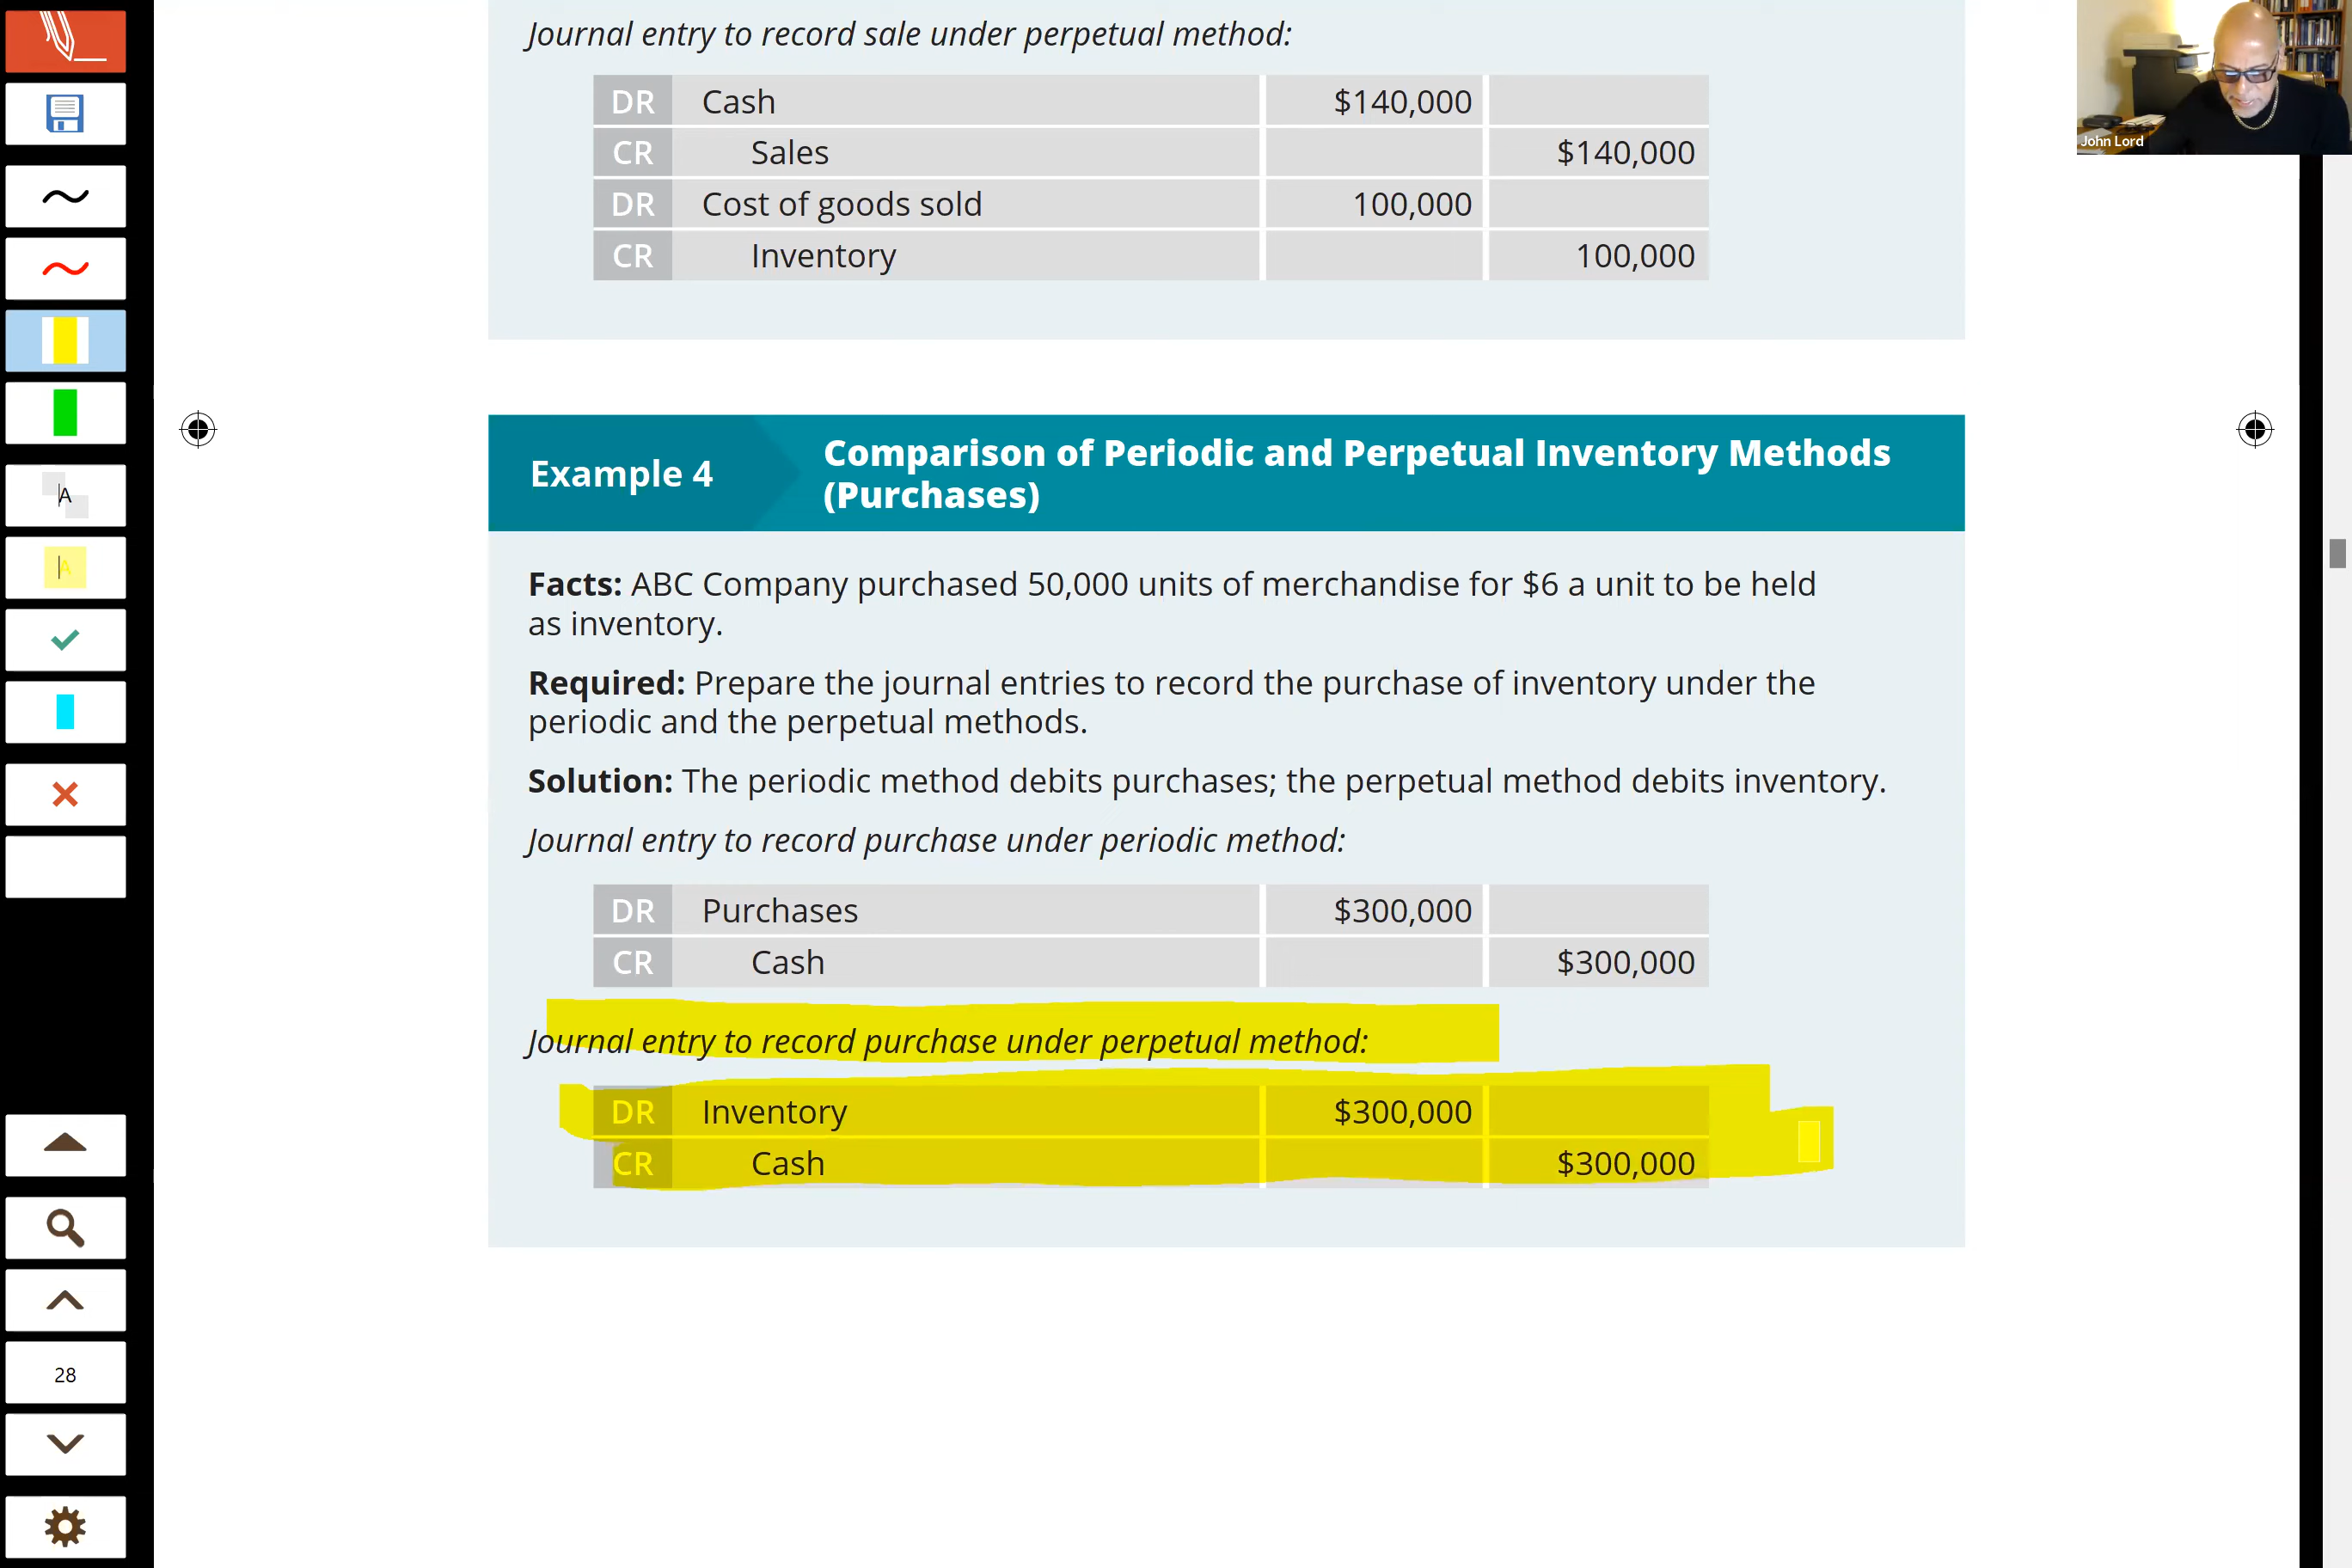 Journal entry to record sale under perpetual method:
DR Cash $140,000
CR Sales $140,000
DR Cost of goods sold 100,000
CR Inventory 100,000
John Lord
Example 4
Comparison of Periodic and Perpetual Inventory Methods
(Purchases)
Facts: ABC Company purchased 50,000 units of merchandise for $6 a unit to be held
as inventory.
Required: Prepare the journal entries to record the purchase of inventory under the
periodic and the perpetual methods.
Solution: The periodic method debits purchases; the perpetual method debits inventory.
Journal entry to record purchase under periodic method:
DR Purchases $300,000
CR Cash $300,000
Journal entry to record purchase under perpetual method:
DR Inventory $300,000
CR Cash $300,000
A
A
28